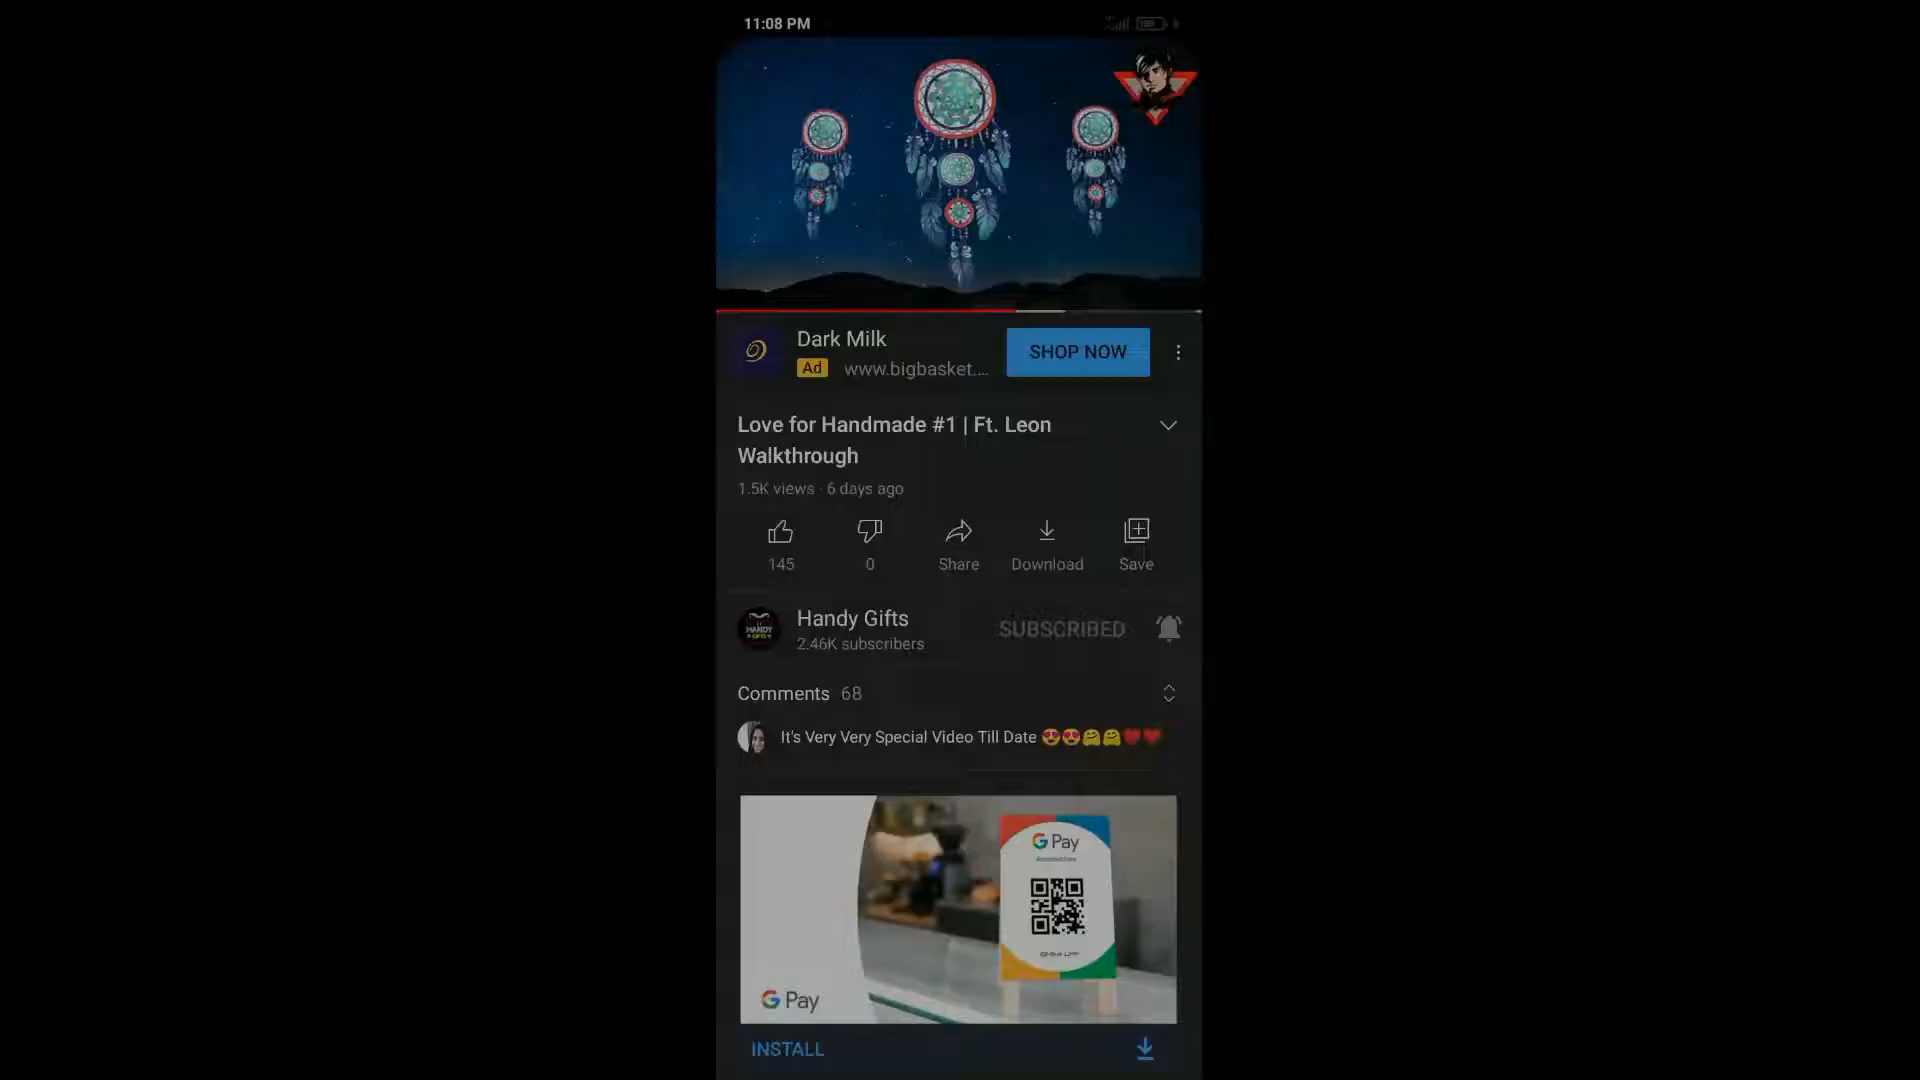 11:08 PM
Dark Milk
Ad www.bigbasket....
SHOP NOW
Love for Handmade #1 | Ft. Leon
Walkthrough
1.5K views · 6 days ago
145
0
Share
Download
Save
HANDY
GIFTS
Handy Gifts
2.46K subscribers
SUBSCRIBED
Comments 68
It's Very Very Special Video Till Date 😍😍🤗🤗❤️❤️
G Pay
G Pay
INSTALL